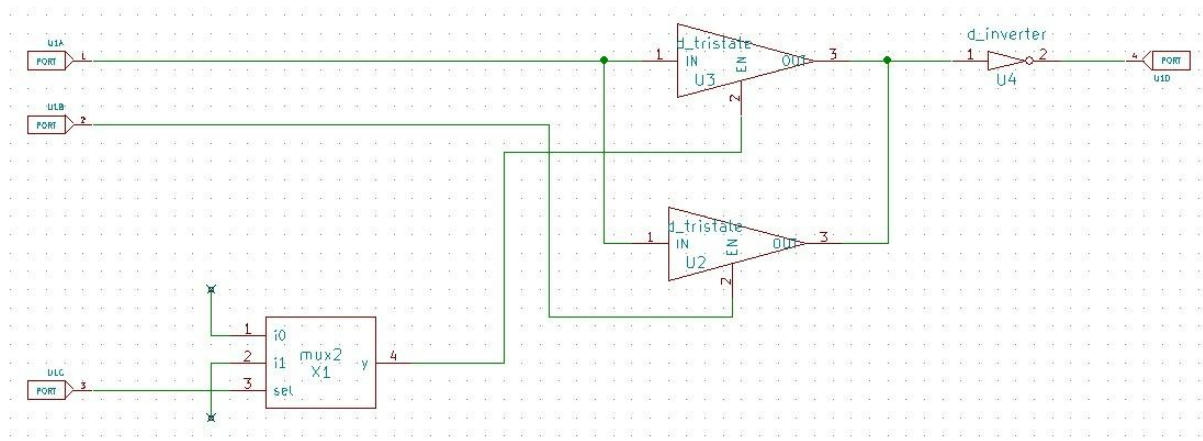 U1A
PORT
1
U1B
PORT
2
1
d_tristate
IN
EN
OUT
3
U3
2
d_inverter
1
2
U4
4
PORT
U1D
1
d_tristate
IN
EN
OUT
3
U2
2
1
i0
2
i1
mux2
X1
y
4
3
sel
U1C
PORT
3